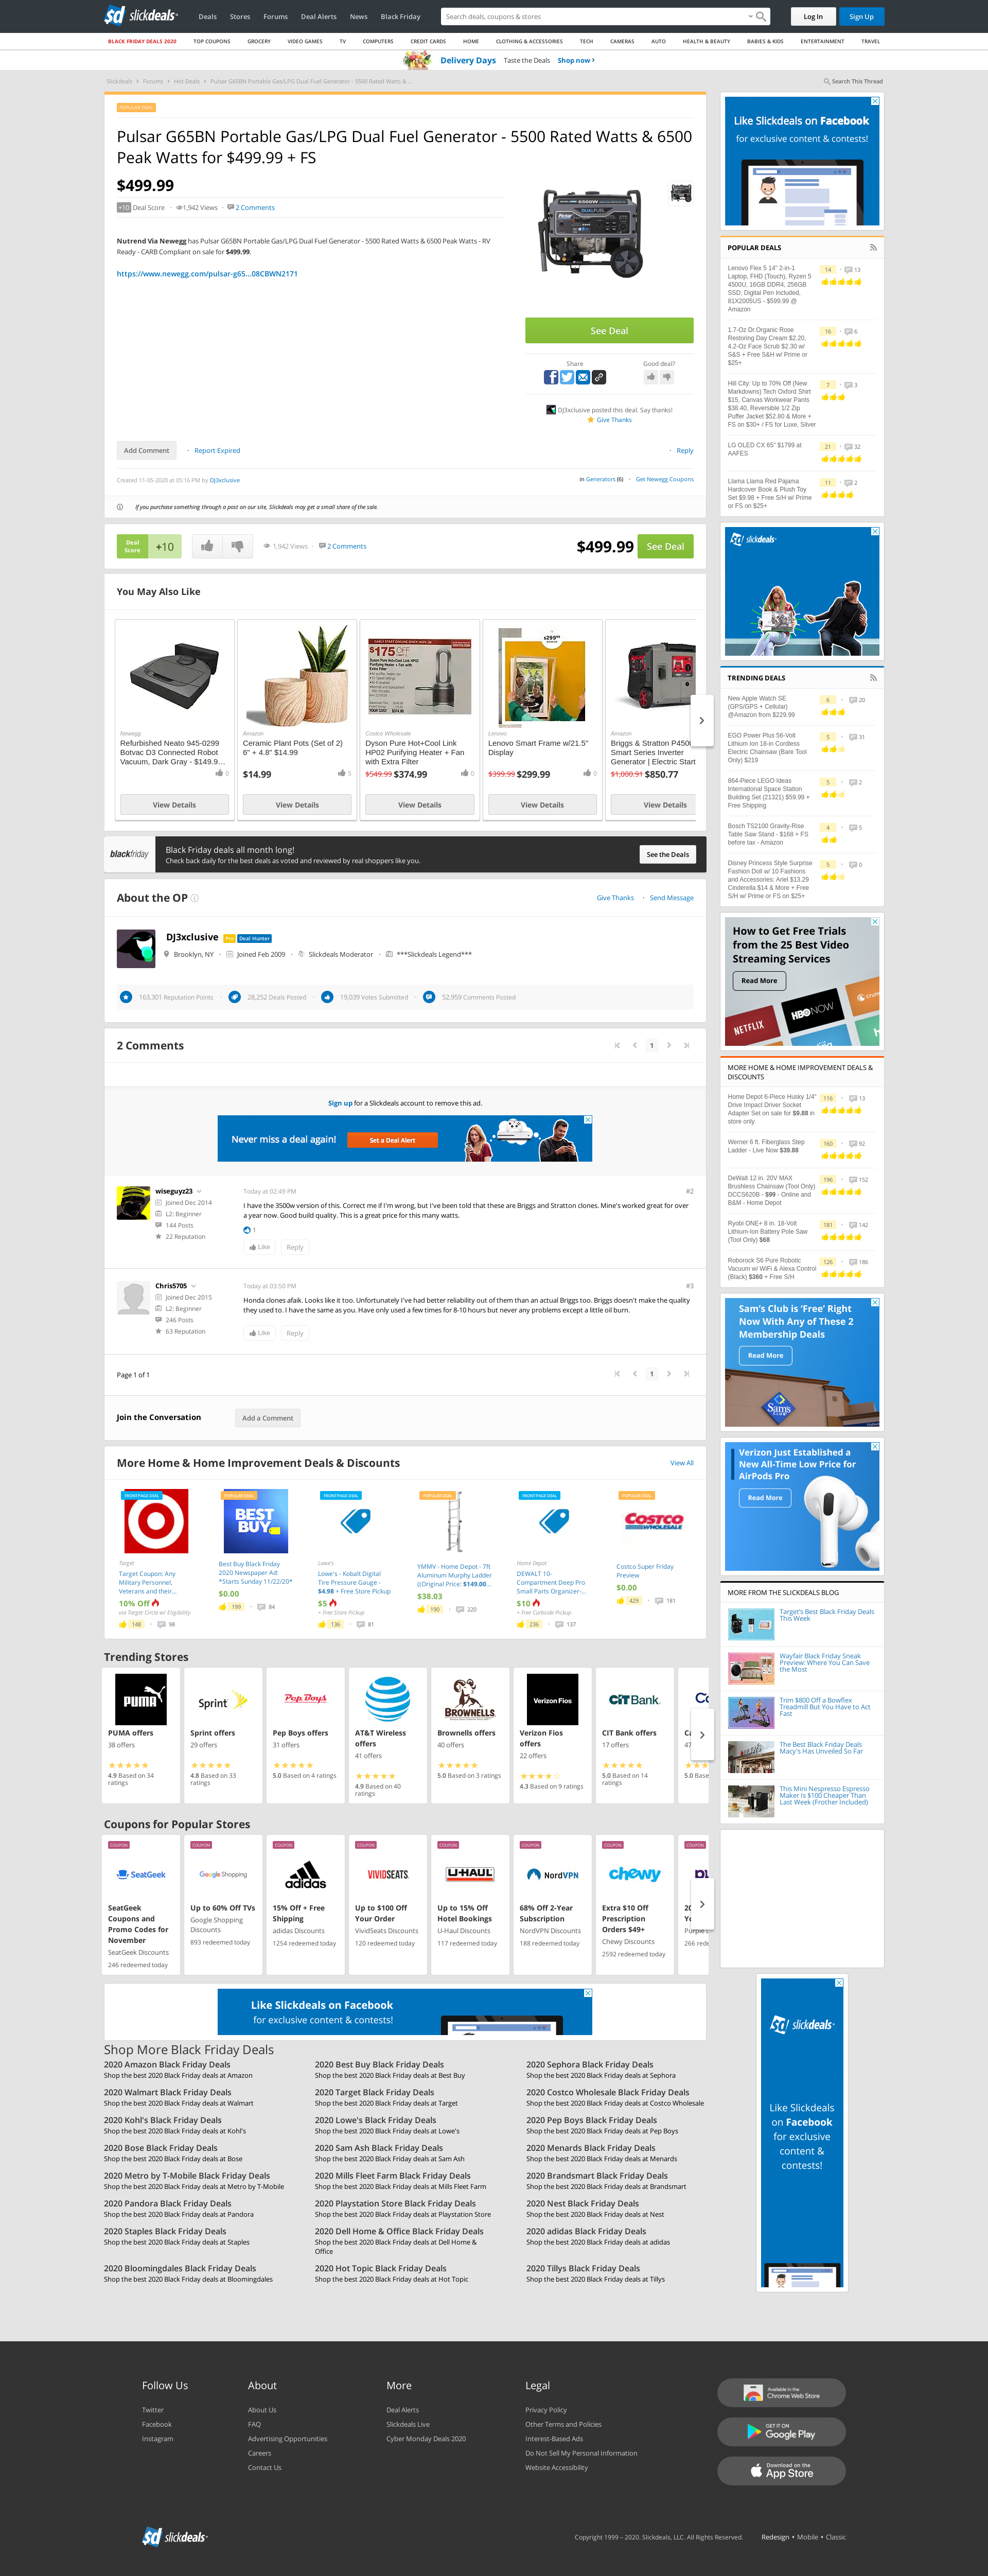 slickdeals
Deals Stores Forums Deal Alerts News Black Friday
Search deals, coupons & stores
Log In
Sign Up
BLACK FRIDAY DEALS 2020 TOP COUPONS GROCERY VIDEO GAMES TV COMPUTERS CREDIT CARDS HOME CLOTHING & ACCESSORIES TECH CAMERAS AUTO HEALTH & BEAUTY BABIES & KIDS ENTERTAINMENT TRAVEL
Delivery Days Taste the Deals Shop now ›
Slickdeals › Forums › Hot Deals › Pulsar G65BN Portable Gas/LPG Dual Fuel Generator - 5500 Rated Watts & ...
Search This Thread
POPULAR DEAL
Pulsar G65BN Portable Gas/LPG Dual Fuel Generator - 5500 Rated Watts & 6500
Peak Watts for $499.99 + FS
$499.99
+10 Deal Score · 1,942 Views · 2 Comments
Nutrend Via Newegg has Pulsar G65BN Portable Gas/LPG Dual Fuel Generator - 5500 Rated Watts & 6500 Peak Watts - RV
Ready - CARB Compliant on sale for $499.99.
https://www.newegg.com/pulsar-g65...08CBWN2171
See Deal
Share
Good deal?
DJ3xclusive posted this deal. Say thanks!
Give Thanks
Add Comment · Report Expired
· Reply
Created 11-05-2020 at 05:16 PM by DJ3xclusive
in Generators (6) · Get Newegg Coupons
If you purchase something through a post on our site, Slickdeals may get a small share of the sale.
Deal
Score
+10
1,942 Views · 2 Comments
$499.99
See Deal
You May Also Like
Newegg
Refurbished Neato 945-0299
Botvac D3 Connected Robot
Vacuum, Dark Gray - $149.9...
0
View Details
Amazon
Ceramic Plant Pots (Set of 2)
6" + 4.8" $14.99
$14.99
5
View Details
Costco Wholesale
Dyson Pure Hot+Cool Link
HP02 Purifying Heater + Fan
with Extra Filter
$549.99 $374.99
0
View Details
Lenovo
Lenovo Smart Frame w/21.5"
Display
$399.99 $299.99
0
View Details
Amazon
Briggs & Stratton P4500
Smart Series Inverter
Generator | Electric Start
$1,000.91 $850.77
View Details
blackfriday
Black Friday deals all month long!
Check back daily for the best deals as voted and reviewed by real shoppers like you.
See the Deals
About the OP
Give Thanks · Send Message
DJ3xclusive Pro Deal Hunter
Brooklyn, NY · Joined Feb 2009 · Slickdeals Moderator · ***Slickdeals Legend***
163,301 Reputation Points · 28,252 Deals Posted · 19,039 Votes Submitted · 52,959 Comments Posted
2 Comments
1
Sign up for a Slickdeals account to remove this ad.
Never miss a deal again!
Set a Deal Alert
wiseguyz23
Joined Dec 2014
L2: Beginner
144 Posts
22 Reputation
Today at 02:49 PM
#2
I have the 3500w version of this. Correct me if I'm wrong, but I've been told that these are Briggs and Stratton clones. Mine's worked great for over
a year now. Good build quality. This is a great price for this many watts.
1
Like
Reply
Chris5705
Joined Dec 2015
L2: Beginner
246 Posts
63 Reputation
Today at 03:50 PM
#3
Honda clones afaik. Looks like it too. Unfortunately I've had better reliability out of them than an actual Briggs too. Briggs doesn't make the quality
they used to. I have the same as you. Have only used a few times for 8-10 hours but never any problems except a little oil burn.
Like
Reply
Page 1 of 1
1
Join the Conversation
Add a Comment
More Home & Home Improvement Deals & Discounts
View All
FRONTPAGE DEAL
Target
Target Coupon: Any
Military Personnel,
Veterans and their...
10% Off
via Target Circle w/ Eligibility
148 · 98
POPULAR DEAL
BEST
BUY
Best Buy Black Friday
2020 Newspaper Ad:
*Starts Sunday 11/22/20*
$0.00
199 · 84
FRONTPAGE DEAL
Lowe's
Lowe's - Kobalt Digital
Tire Pressure Gauge -
$4.98 + Free Store Pickup
$5
+ Free Store Pickup
136 · 81
POPULAR DEAL
YMMV - Home Depot - 7ft
Aluminum Murphy Ladder
((Original Price: $149.00...
$38.03
190 · 220
FRONTPAGE DEAL
Home Depot
DEWALT 10-
Compartment Deep Pro
Small Parts Organizer-...
$10
+ Free Curbside Pickup
236 · 137
POPULAR DEAL
COSTCO
WHOLESALE
Costco Super Friday
Preview
$0.00
429 · 181
Trending Stores
PUMA
PUMA offers
38 offers
4.9 Based on 34
ratings
Sprint
Sprint offers
29 offers
4.8 Based on 33
ratings
Pep Boys
Pep Boys offers
31 offers
5.0 Based on 4 ratings
AT&T Wireless
offers
41 offers
4.9 Based on 40
ratings
BROWNELLS
Brownells offers
40 offers
5.0 Based on 3 ratings
Verizon Fios
Verizon Fios
offers
22 offers
4.3 Based on 9 ratings
CIT Bank
CIT Bank offers
17 offers
5.0 Based on 14
ratings
Coupons for Popular Stores
COUPON
SeatGeek
SeatGeek
Coupons and
Promo Codes for
November
SeatGeek Discounts
246 redeemed today
COUPON
Google Shopping
Up to 60% Off TVs
Google Shopping
Discounts
893 redeemed today
COUPON
adidas
15% Off + Free
Shipping
adidas Discounts
1254 redeemed today
COUPON
VIVIDSEATS
Up to $100 Off
Your Order
VividSeats Discounts
120 redeemed today
COUPON
U-HAUL
Up to 15% Off
Hotel Bookings
U-Haul Discounts
117 redeemed today
COUPON
NordVPN
68% Off 2-Year
Subscription
NordVPN Discounts
188 redeemed today
COUPON
chewy
Extra $10 Off
Prescription
Orders $49+
Chewy Discounts
2592 redeemed today
COUPON
Like Slickdeals on Facebook
for exclusive content & contests!
Shop More Black Friday Deals
2020 Amazon Black Friday Deals
Shop the best 2020 Black Friday deals at Amazon
2020 Best Buy Black Friday Deals
Shop the best 2020 Black Friday deals at Best Buy
2020 Sephora Black Friday Deals
Shop the best 2020 Black Friday deals at Sephora
2020 Walmart Black Friday Deals
Shop the best 2020 Black Friday deals at Walmart
2020 Target Black Friday Deals
Shop the best 2020 Black Friday deals at Target
2020 Costco Wholesale Black Friday Deals
Shop the best 2020 Black Friday deals at Costco Wholesale
2020 Kohl's Black Friday Deals
Shop the best 2020 Black Friday deals at Kohl's
2020 Lowe's Black Friday Deals
Shop the best 2020 Black Friday deals at Lowe's
2020 Pep Boys Black Friday Deals
Shop the best 2020 Black Friday deals at Pep Boys
2020 Bose Black Friday Deals
Shop the best 2020 Black Friday deals at Bose
2020 Sam Ash Black Friday Deals
Shop the best 2020 Black Friday deals at Sam Ash
2020 Menards Black Friday Deals
Shop the best 2020 Black Friday deals at Menards
2020 Metro by T-Mobile Black Friday Deals
Shop the best 2020 Black Friday deals at Metro by T-Mobile
2020 Mills Fleet Farm Black Friday Deals
Shop the best 2020 Black Friday deals at Mills Fleet Farm
2020 Brandsmart Black Friday Deals
Shop the best 2020 Black Friday deals at Brandsmart
2020 Pandora Black Friday Deals
Shop the best 2020 Black Friday deals at Pandora
2020 Playstation Store Black Friday Deals
Shop the best 2020 Black Friday deals at Playstation Store
2020 Nest Black Friday Deals
Shop the best 2020 Black Friday deals at Nest
2020 Staples Black Friday Deals
Shop the best 2020 Black Friday deals at Staples
2020 Dell Home & Office Black Friday Deals
Shop the best 2020 Black Friday deals at Dell Home &
Office
2020 adidas Black Friday Deals
Shop the best 2020 Black Friday deals at adidas
2020 Bloomingdales Black Friday Deals
Shop the best 2020 Black Friday deals at Bloomingdales
2020 Hot Topic Black Friday Deals
Shop the best 2020 Black Friday deals at Hot Topic
2020 Tillys Black Friday Deals
Shop the best 2020 Black Friday deals at Tillys
Like Slickdeals on Facebook
for exclusive content & contests!
POPULAR DEALS
Lenovo Flex 5 14" 2-in-1
Laptop, FHD (Touch), Ryzen 5
4500U, 16GB DDR4, 256GB
SSD, Digital Pen Included,
81X2005US - $599.99 @
Amazon
14 · 13
1.7-Oz Dr.Organic Rose
Restoring Day Cream $2.20,
4.2-Oz Face Scrub $2.30 w/
S&S + Free S&H w/ Prime or
$25+
16 · 6
Hill City: Up to 70% Off (New
Markdowns) Tech Oxford Shirt
$15, Canvas Workwear Pants
$38.40, Reversible 1/2 Zip
Puffer Jacket $52.80 & More +
FS on $30+ / FS for Luxe, Silver
7 · 3
LG OLED CX 65" $1799 at
AAFES
21 · 32
Llama Llama Red Pajama
Hardcover Book & Plush Toy
Set $9.98 + Free S/H w/ Prime
or FS on $25+
11 · 2
slickdeals
TRENDING DEALS
New Apple Watch SE
(GPS/GPS + Cellular)
@Amazon from $229.99
6 · 20
EGO Power Plus 56-Volt
Lithium Ion 18-in Cordless
Electric Chainsaw (Bare Tool
Only) $219
5 · 31
864-Piece LEGO Ideas
International Space Station
Building Set (21321) $59.99 +
Free Shipping
5 · 2
Bosch TS2100 Gravity-Rise
Table Saw Stand - $168 + FS
before tax - Amazon
4 · 5
Disney Princess Style Surprise
Fashion Doll w/ 10 Fashions
and Accessories: Ariel $13.29
Cinderella $14 & More + Free
S/H w/ Prime or FS on $25+
5 · 0
How to Get Free Trials
from the 25 Best Video
Streaming Services
Read More
NETFLIX
HBO NOW
MORE HOME & HOME IMPROVEMENT DEALS &
DISCOUNTS
Home Depot 6-Piece Husky 1/4"
Drive Impact Driver Socket
Adapter Set on sale for $9.88 in
store only
116 · 13
Werner 6 ft. Fiberglass Step
Ladder - Live Now $39.88
160 · 92
DeWalt 12 in. 20V MAX
Brushless Chainsaw (Tool Only)
DCCS620B - $99 - Online and
B&M - Home Depot
196 · 152
Ryobi ONE+ 8 in. 18-Volt
Lithium-Ion Battery Pole Saw
(Tool Only) $68
181 · 142
Roborock S6 Pure Robotic
Vacuum w/ WiFi & Alexa Control
(Black) $360 + Free S/H
126 · 186
Sam's Club is 'Free' Right
Now With Any of These 2
Membership Deals
Read More
Sams
CLUB
Verizon Just Established a
New All-Time Low Price for
AirPods Pro
Read More
MORE FROM THE SLICKDEALS BLOG
Target's Best Black Friday Deals
This Week
Wayfair Black Friday Sneak
Preview: Where You Can Save
the Most
Trim $800 Off a Bowflex
Treadmill But You Have to Act
Fast
The Best Black Friday Deals
Macy's Has Unveiled So Far
This Mini Nespresso Espresso
Maker Is $100 Cheaper Than
Last Week (Frother Included)
slickdeals
Like Slickdeals
on Facebook
for exclusive
content &
contests!
Follow Us
Twitter
Facebook
Instagram
About
About Us
FAQ
Advertising Opportunities
Careers
Contact Us
More
Deal Alerts
Slickdeals Live
Cyber Monday Deals 2020
Legal
Privacy Policy
Other Terms and Policies
Interest-Based Ads
Do Not Sell My Personal Information
Website Accessibility
Available in the
Chrome Web Store
GET IT ON
Google Play
Download on the
App Store
slickdeals
Copyright 1999 – 2020. Slickdeals, LLC. All Rights Reserved.
Redesign • Mobile • Classic